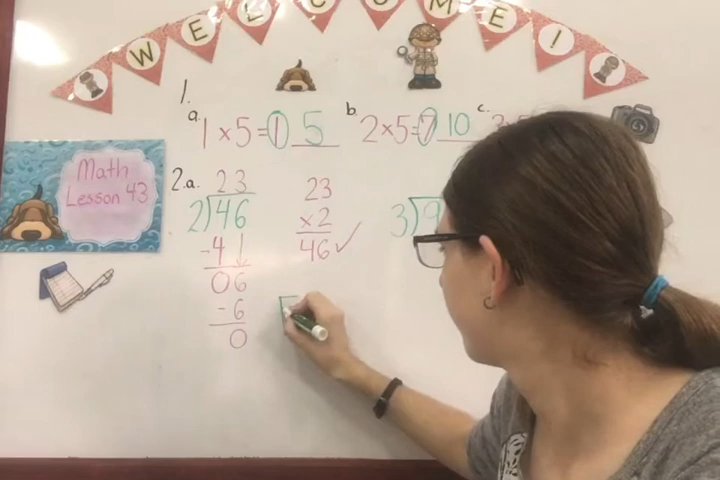 WELCOME!
1.
a. 1×5=① 5 b 2×5=⑦ 10 c.
Math
Lesson 43
2.a. 23
2)46
-4↓
06
-6
0
23
×2
46✓
3)9